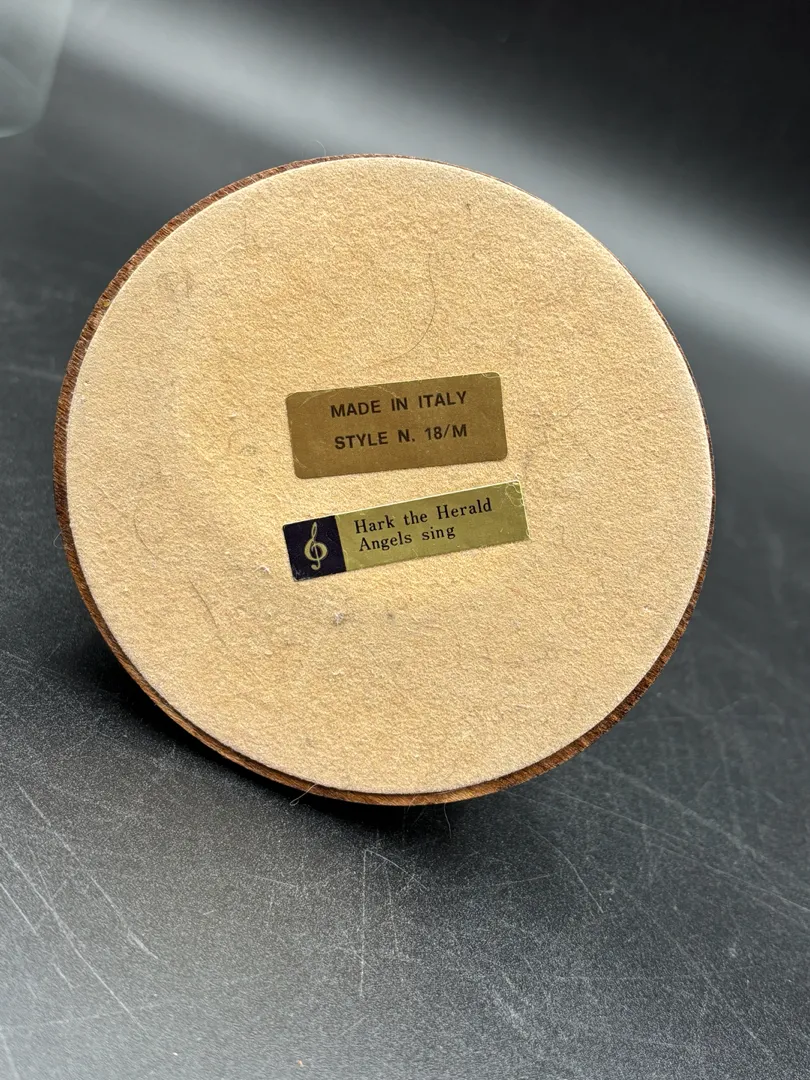 MADE IN ITALY
STYLE N. 18/M
Hark the Herald
Angels sing